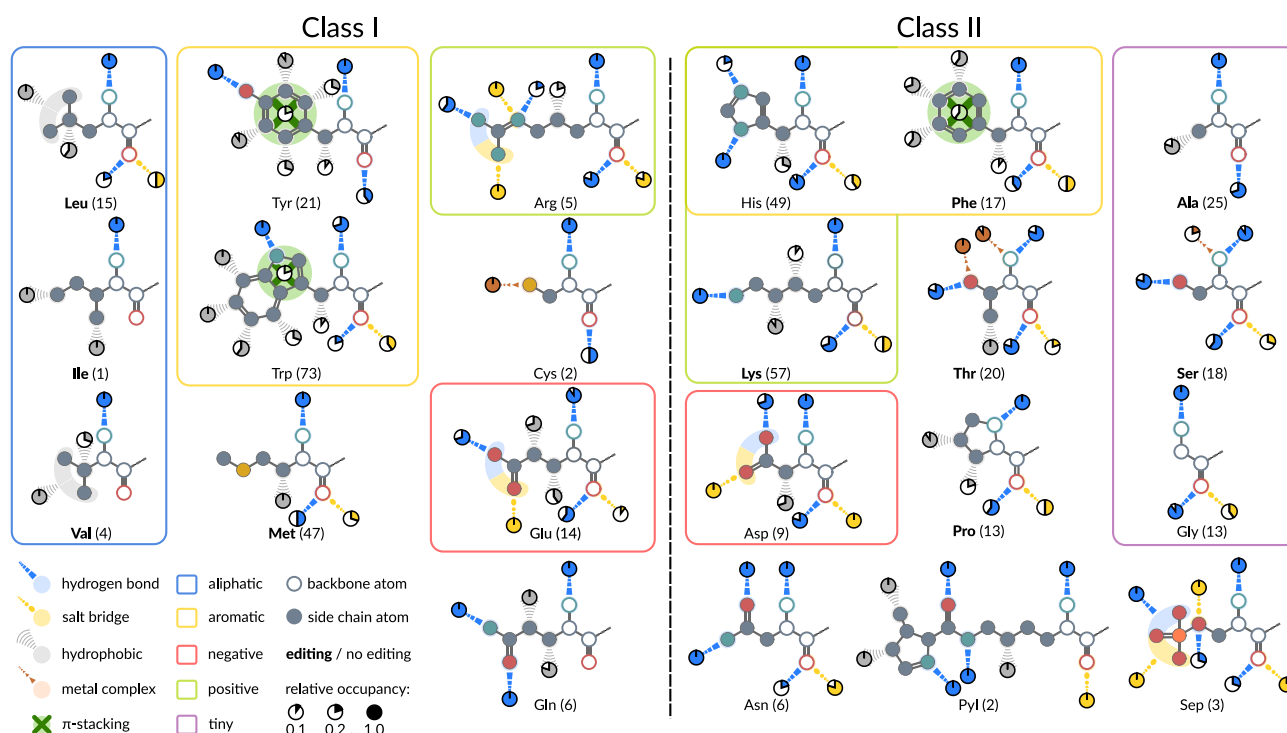 Class I
Class II
Leu (15)
Tyr (21)
Arg (5)
His (49)
Phe (17)
Ala (25)
Ile (1)
Trp (73)
Cys (2)
Lys (57)
Thr (20)
Ser (18)
Val (4)
Met (47)
Glu (14)
Asp (9)
Pro (13)
Gly (13)
Gln (6)
Asn (6)
Pyl (2)
Sep (3)
hydrogen bond
salt bridge
hydrophobic
metal complex
π-stacking
aliphatic
aromatic
negative
positive
tiny
backbone atom
side chain atom
editing / no editing
relative occupancy:
0.1 0.2 ... 1.0